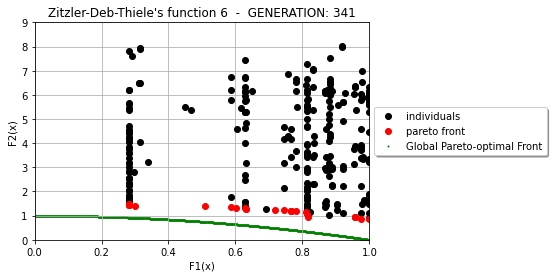 Zitzler-Deb-Thiele's function 6 - GENERATION: 341
9
8
7
6
5
4
3
2
1
0
F2(x)
0.0 0.2 0.4 0.6 0.8 1.0
F1(x)
individuals
pareto front
Global Pareto-optimal Front